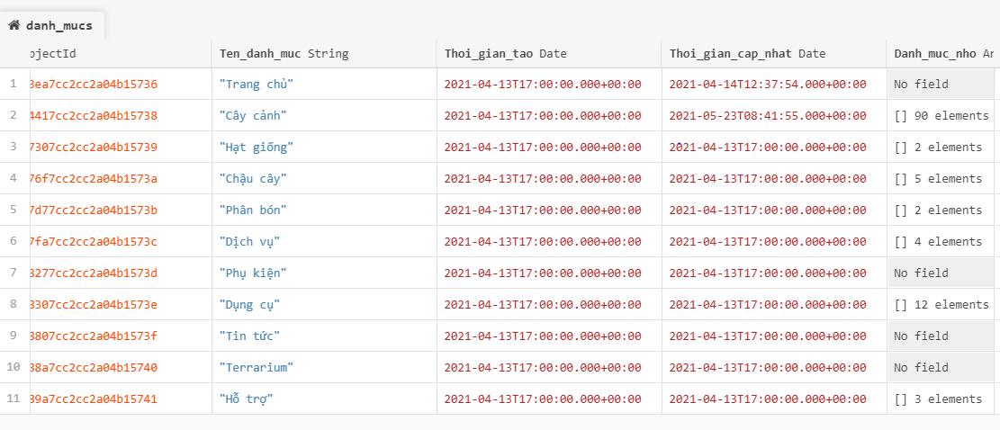 danh_mucs
ojectId Ten_danh_muc String Thoi_gian_tao Date Thoi_gian_cap_nhat Date Danh_muc_nho Ar
1 3ea7cc2cc2a04b15736 "Trang chủ" 2021-04-13T17:00:00.000+00:00 2021-04-14T12:37:54.000+00:00 No field
2 4417cc2cc2a04b15738 "Cây cảnh" 2021-04-13T17:00:00.000+00:00 2021-05-23T08:41:55.000+00:00 [] 90 elements
3 7307cc2cc2a04b15739 "Hạt giống" 2021-04-13T17:00:00.000+00:00 2021-04-13T17:00:00.000+00:00 [] 2 elements
4 76f7cc2cc2a04b1573a "Chậu cây" 2021-04-13T17:00:00.000+00:00 2021-04-13T17:00:00.000+00:00 [] 5 elements
5 7d77cc2cc2a04b1573b "Phân bón" 2021-04-13T17:00:00.000+00:00 2021-04-13T17:00:00.000+00:00 [] 2 elements
6 7fa7cc2cc2a04b1573c "Dịch vụ" 2021-04-13T17:00:00.000+00:00 2021-04-13T17:00:00.000+00:00 [] 4 elements
7 3277cc2cc2a04b1573d "Phụ kiện" 2021-04-13T17:00:00.000+00:00 2021-04-13T17:00:00.000+00:00 No field
8 3307cc2cc2a04b1573e "Dụng cụ" 2021-04-13T17:00:00.000+00:00 2021-04-13T17:00:00.000+00:00 [] 12 elements
9 3807cc2cc2a04b1573f "Tin tức" 2021-04-13T17:00:00.000+00:00 2021-04-13T17:00:00.000+00:00 No field
10 38a7cc2cc2a04b15740 "Terrarium" 2021-04-13T17:00:00.000+00:00 2021-04-13T17:00:00.000+00:00 No field
11 39a7cc2cc2a04b15741 "Hỗ trợ" 2021-04-13T17:00:00.000+00:00 2021-04-13T17:00:00.000+00:00 [] 3 elements